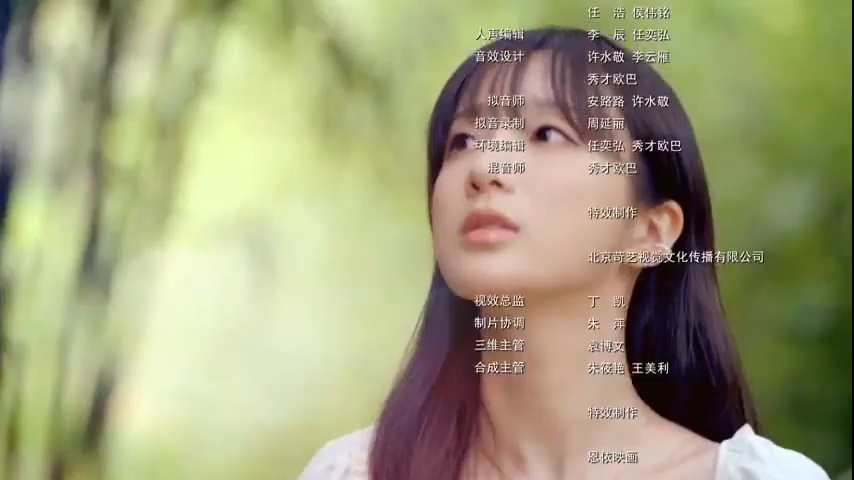 任 浩 侯伟铭
人声编辑 李 辰 任奕弘
音效设计 许水敬 李云雁
秀才欧巴
拟音师 安路路 许水敬
拟音录制 周延丽
环境编辑 任奕弘 秀才欧巴
混音师 秀才欧巴
特效制作
北京苛艺视觉文化传播有限公司
视效总监 丁 凯
制片协调 朱 萍
三维主管 袁博文
合成主管 朱筱艳 王美利
特效制作
恩依映画